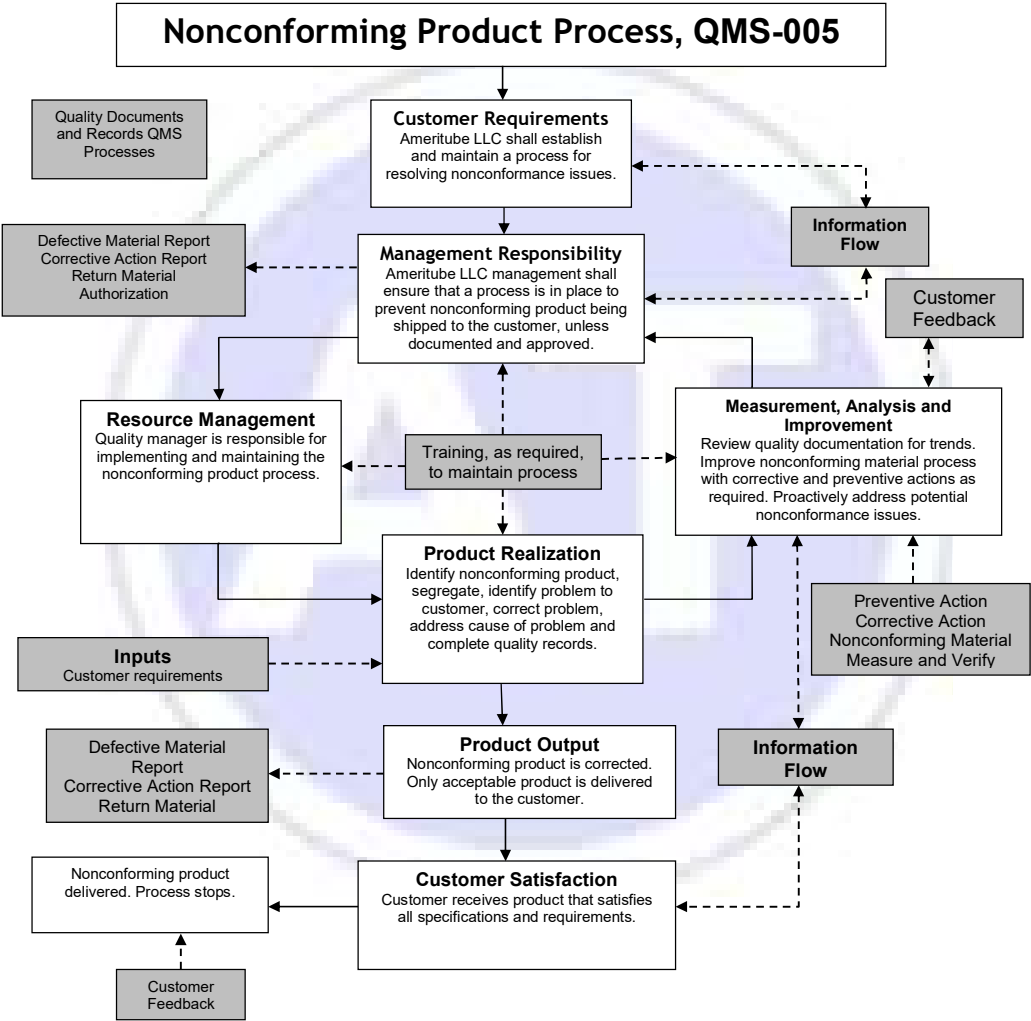 Nonconforming Product Process, QMS-005
Quality Documents
and Records QMS
Processes
Customer Requirements
Ameritube LLC shall establish
and maintain a process for
resolving nonconformance issues.
Information
Flow
Defective Material Report
Corrective Action Report
Return Material
Authorization
Management Responsibility
Ameritube LLC management shall
ensure that a process is in place to
prevent nonconforming product being
shipped to the customer, unless
documented and approved.
Customer
Feedback
Resource Management
Quality manager is responsible for
implementing and maintaining the
nonconforming product process.
Training, as required,
to maintain process
Measurement, Analysis and
Improvement
Review quality documentation for trends.
Improve nonconforming material process
with corrective and preventive actions as
required. Proactively address potential
nonconformance issues.
Product Realization
Identify nonconforming product,
segregate, identify problem to
customer, correct problem,
address cause of problem and
complete quality records.
Preventive Action
Corrective Action
Nonconforming Material
Measure and Verify
Inputs
Customer requirements
Defective Material
Report
Corrective Action Report
Return Material
Product Output
Nonconforming product is corrected.
Only acceptable product is delivered
to the customer.
Information
Flow
Nonconforming product
delivered. Process stops.
Customer Satisfaction
Customer receives product that satisfies
all specifications and requirements.
Customer
Feedback